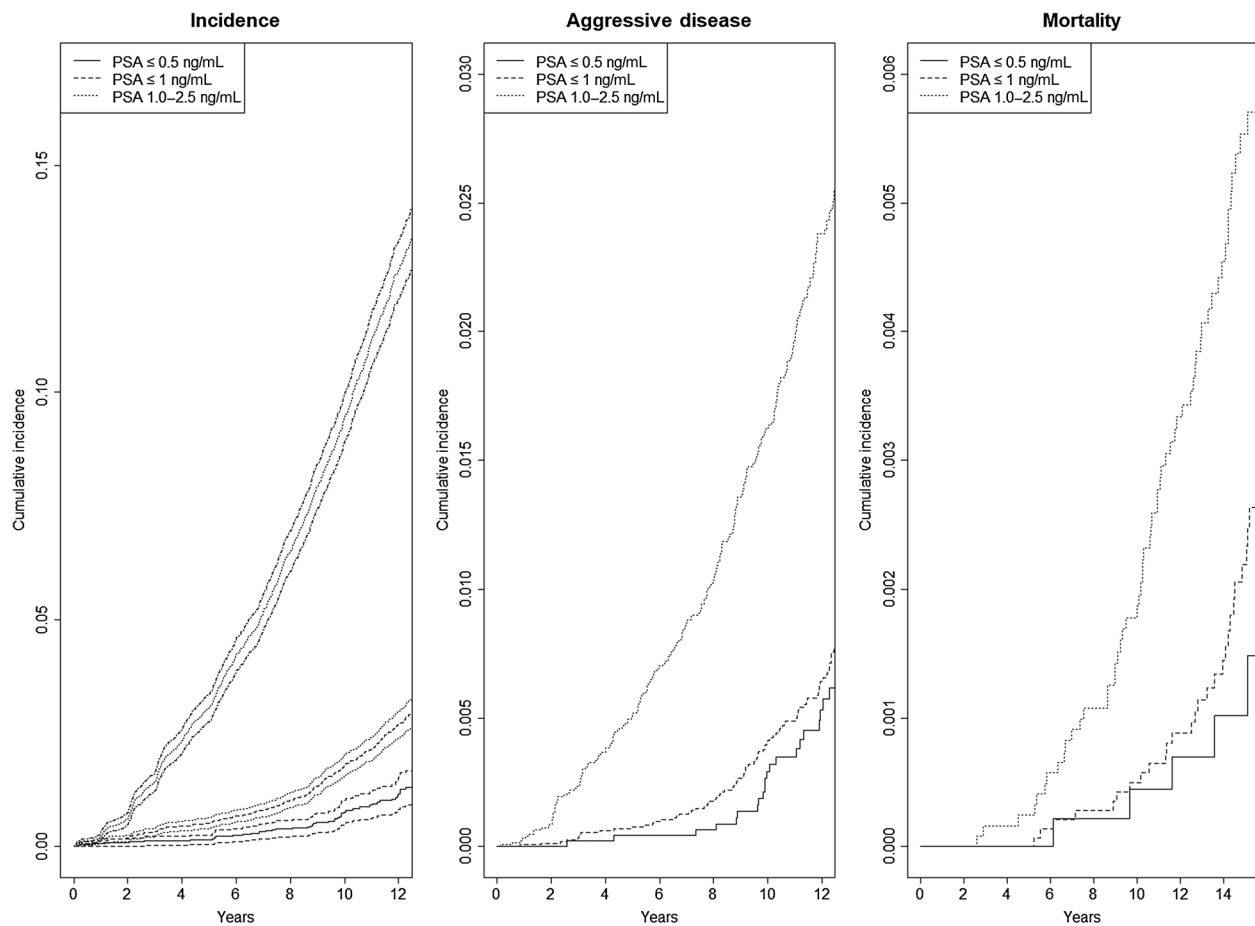 Incidence
PSA ≤ 0.5 ng/mL
PSA ≤ 1 ng/mL
PSA 1.0–2.5 ng/mL
Cumulative incidence
0.15
0.10
0.05
0.00
0 2 4 6 8 10 12
Years
Aggressive disease
PSA ≤ 0.5 ng/mL
PSA ≤ 1 ng/mL
PSA 1.0–2.5 ng/mL
Cumulative incidence
0.030
0.025
0.020
0.015
0.010
0.005
0.000
0 2 4 6 8 10 12
Years
Mortality
PSA ≤ 0.5 ng/mL
PSA ≤ 1 ng/mL
PSA 1.0–2.5 ng/mL
Cumulative incidence
0.006
0.005
0.004
0.003
0.002
0.001
0.000
0 2 4 6 8 10 12 14
Years